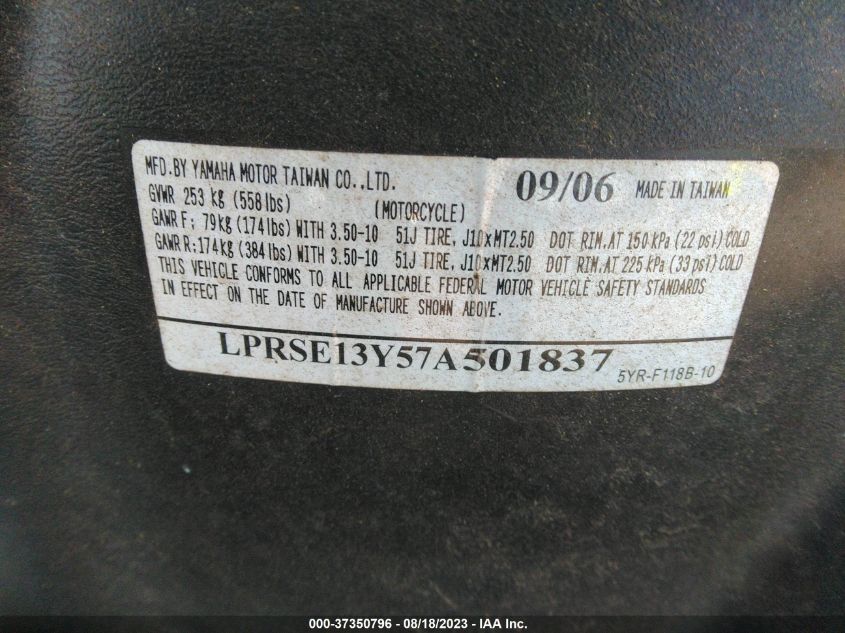 MFD.BY YAMAHA MOTOR TAIWAN CO.,LTD. 09/06 MADE IN TAIWAN
GVWR 253 kg (558 lbs) (MOTORCYCLE)
GAWR F; 79kg (174 lbs) WITH 3.50-10 51J TIRE, J10xMT2.50 DOT RIM.AT 150 kPa (22 psi) COLD
GAWR R:174kg (384 lbs) WITH 3.50-10 51J TIRE, J10xMT2.50 DOT RIM.AT 225 kPa (33 psi) COLD
THIS VEHICLE CONFORMS TO ALL APPLICABLE FEDERAL MOTOR VEHICLE SAFETY STANDARDS
IN EFFECT ON THE DATE OF MANUFACTURE SHOWN ABOVE.
LPRSE13Y57A501837
5YR-F118B-10
000-37350796 - 08/18/2023 - IAA Inc.